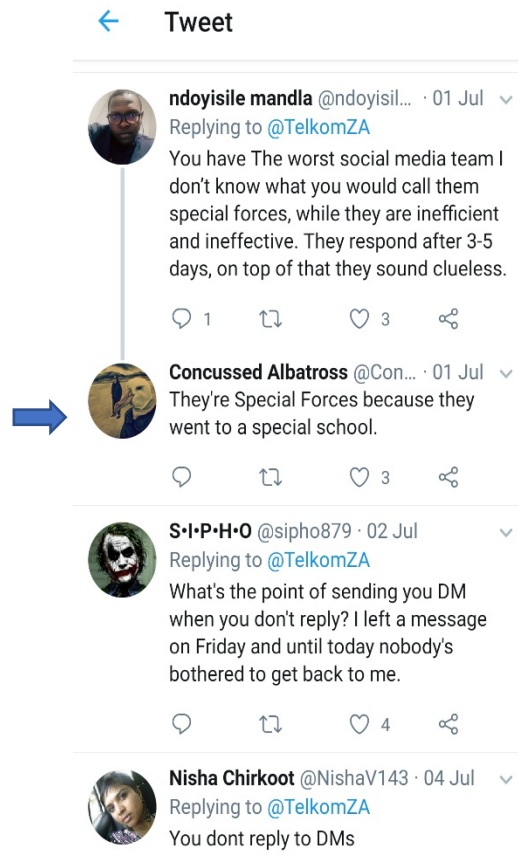 Tweet
ndoyisile mandla @ndoyisil... · 01 Jul
Replying to @TelkomZA
You have The worst social media team I
don't know what you would call them
special forces, while they are inefficient
and ineffective. They respond after 3-5
days, on top of that they sound clueless.
1 3
Concussed Albatross @Con... · 01 Jul
They're Special Forces because they
went to a special school.
3
S•I•P•H•O @sipho879 · 02 Jul
Replying to @TelkomZA
What's the point of sending you DM
when you don't reply? I left a message
on Friday and until today nobody's
bothered to get back to me.
4
Nisha Chirkoot @NishaV143 · 04 Jul
Replying to @TelkomZA
You dont reply to DMs